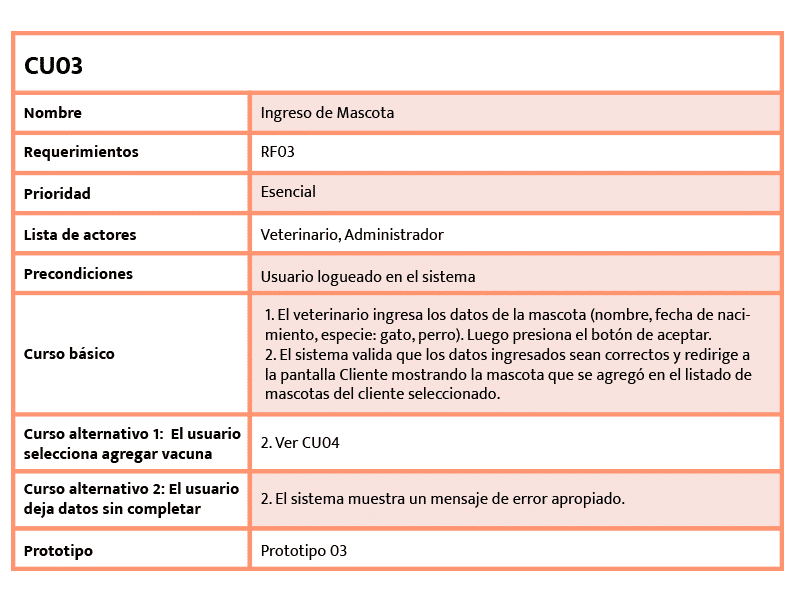 CU03
Nombre
Ingreso de Mascota
Requerimientos
RF03
Prioridad
Esencial
Lista de actores
Veterinario, Administrador
Precondiciones
Usuario logueado en el sistema
Curso básico
1. El veterinario ingresa los datos de la mascota (nombre, fecha de naci-
miento, especie: gato, perro). Luego presiona el botón de aceptar.
2. El sistema valida que los datos ingresados sean correctos y redirige a
la pantalla Cliente mostrando la mascota que se agregó en el listado de
mascotas del cliente seleccionado.
Curso alternativo 1: El usuario
selecciona agregar vacuna
2. Ver CU04
Curso alternativo 2: El usuario
deja datos sin completar
2. El sistema muestra un mensaje de error apropiado.
Prototipo
Prototipo 03